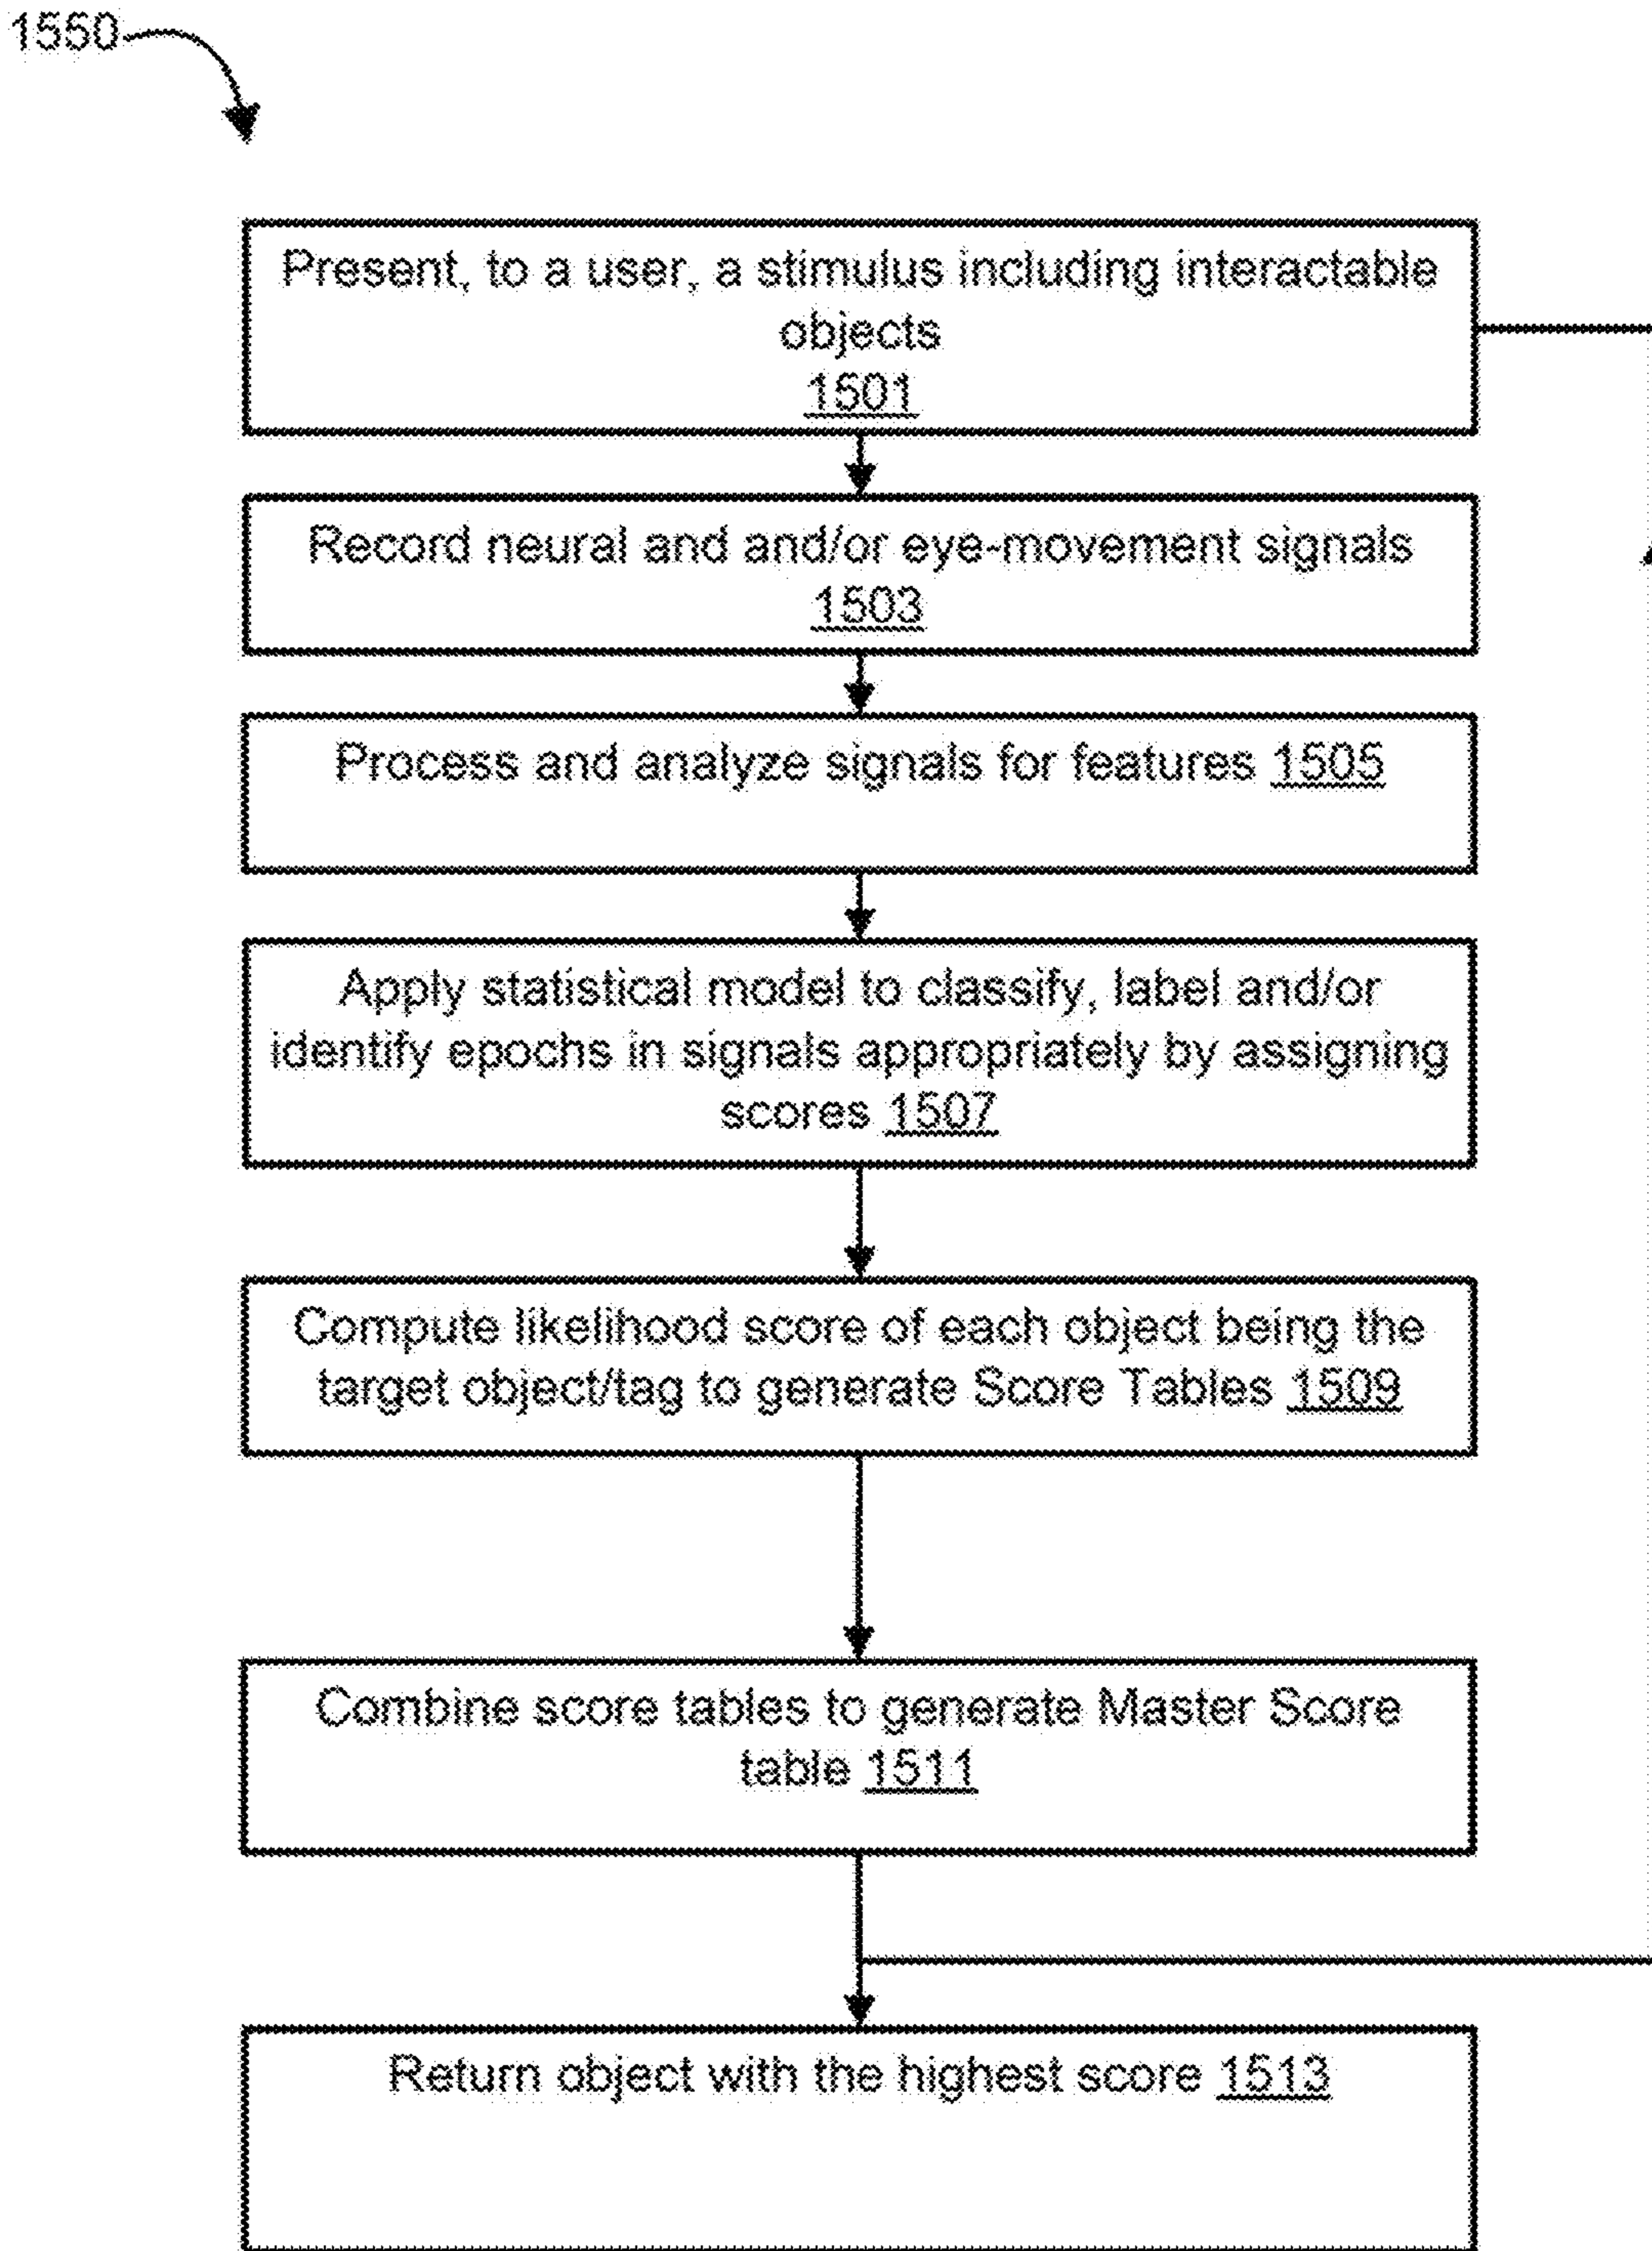 1550
Present, to a user, a stimulus including interactable
objects
1501
Record neural and and/or eye-movement signals
1503
Process and analyze signals for features 1505
Apply statistical model to classify, label and/or
identify epochs in signals appropriately by assigning
scores 1507
Compute likelihood score of each object being the
target object/tag to generate Score Tables 1509
Combine score tables to generate Master Score
table 1511
Return object with the highest score 1513